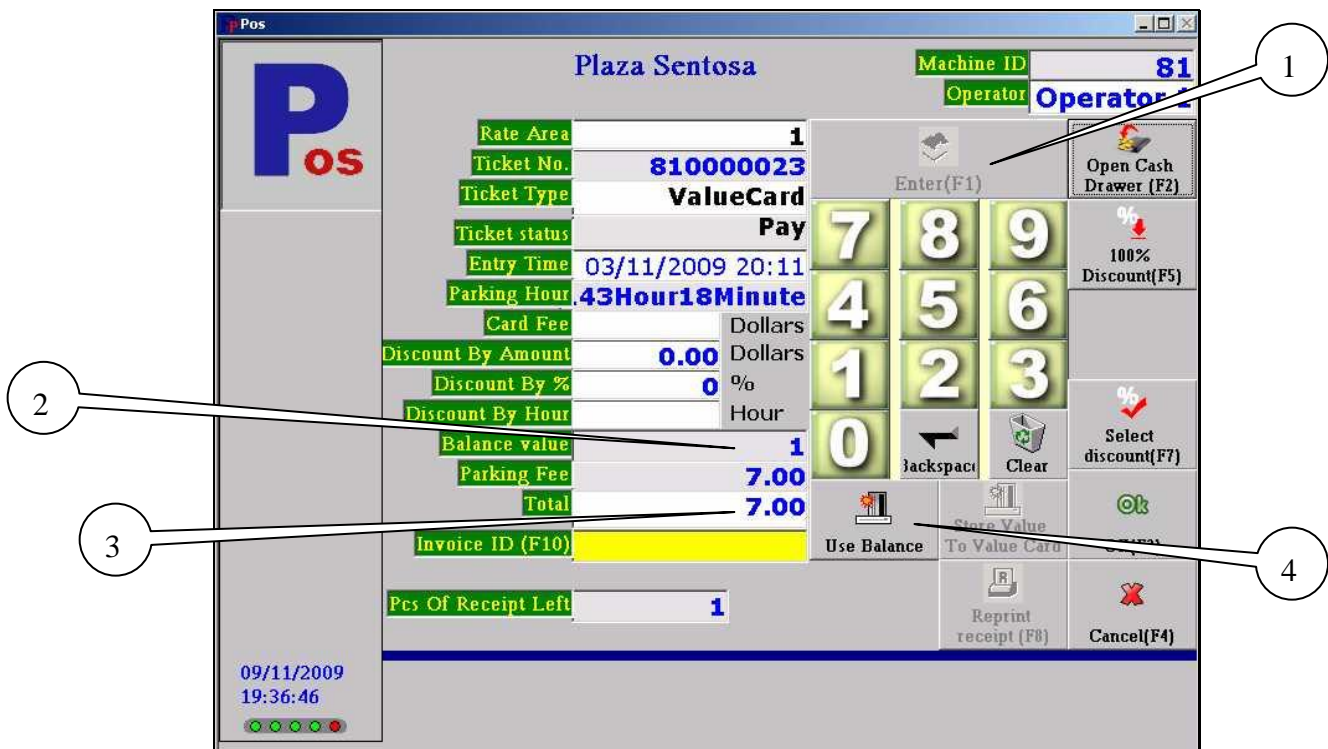 Pos
Plaza Sentosa
Machine ID 81
Operator Operator 1
P
os
Rate Area 1
Ticket No. 810000023
Ticket Type ValueCard
Ticket status Pay
Entry Time 03/11/2009 20:11
Parking Hour .43Hour18Minute
Card Fee Dollars
Discount By Amount 0.00 Dollars
Discount By % 0 %
Discount By Hour Hour
Balance value 1
Parking Fee 7.00
Total 7.00
Invoice ID (F10)
Pcs Of Receipt Left 1
Enter(F1)
Open Cash
Drawer (F2)
%
100%
Discount(F5)
7 8 9
4 5 6
1 2 3
0
Backspac
Clear
%
Select
discount(F7)
Use Balance
Store Value
To Value Card
Ok
R
Reprint
receipt (F8)
Cancel(F4)
09/11/2009
19:36:46
1
2
3
4